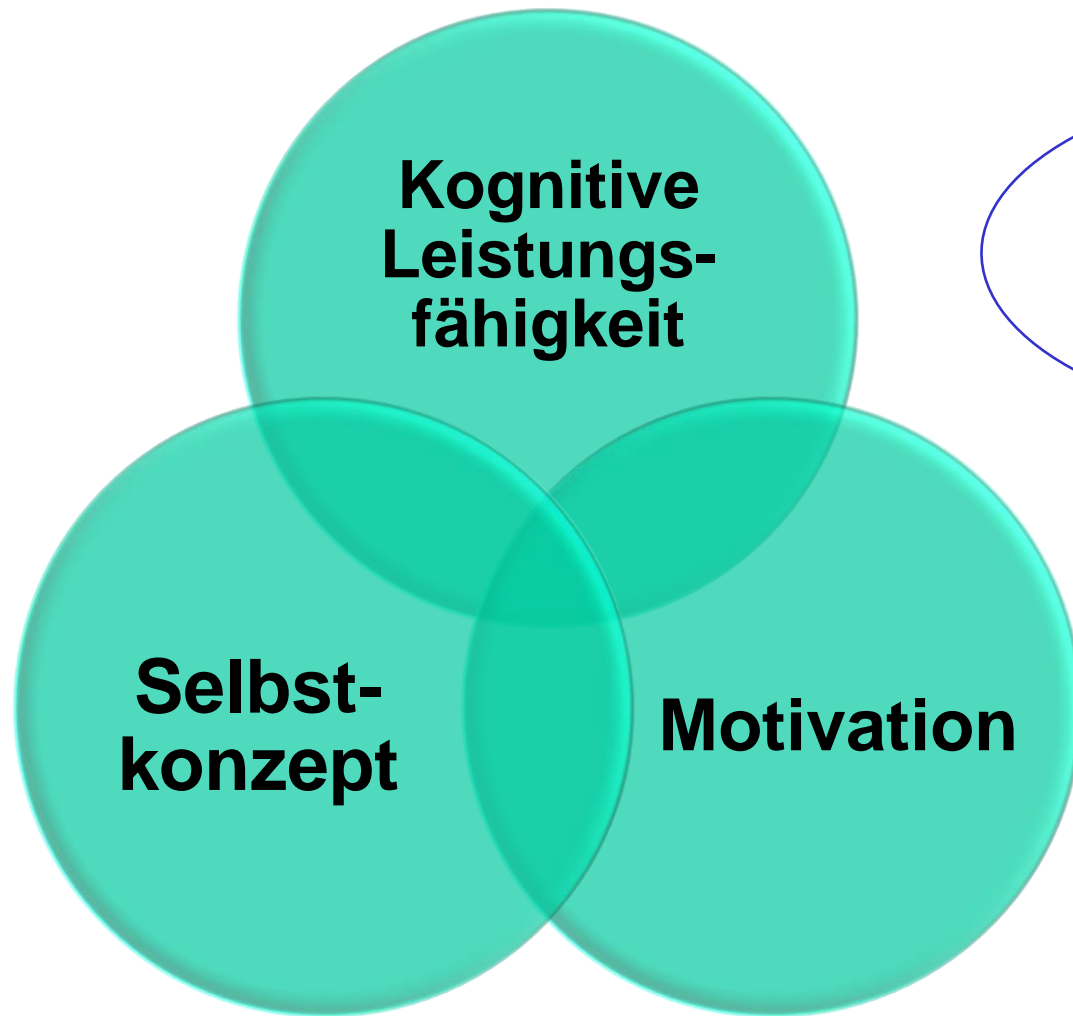 Kognitive
Leistungs-
fähigkeit
Selbst-
konzept
Motivation